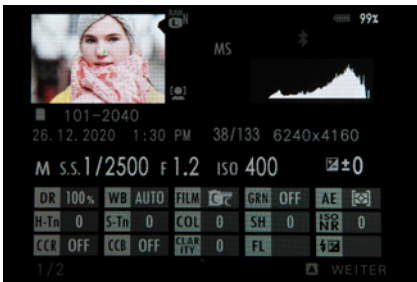 RAW
L N
99%
MS
101-2040
26.12.2020 1:30 PM 38/133 6240x4160
M S.S.1/2500 F1.2 ISO 400 ±0
DR 100% WB AUTO FILM GRN OFF AE
H-Tn 0 S-Tn 0 COL 0 SH 0 ISO NR 0
CCR OFF CCB OFF CLARITY 0 FL
1/2 WEITER